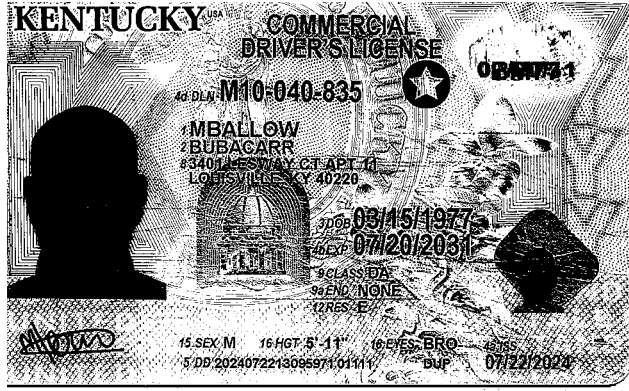 KENTUCKY USA
COMMERCIAL
DRIVER'S LICENSE
4d DLN M10-040-835
1 MBALLOW
2 BUBACARR
8 3401 LESWAY CT APT 11
LOUISVILLE KY 40220
3 DOB 03/15/1977
4b EXP 07/20/2031
9 CLASS DA
9a END NONE
12 RES E
15 SEX M 16 HGT 5'-11" 18 EYES BRO 4a ISS
5 DD 2024072213095971 01111 DUP 07/22/2024